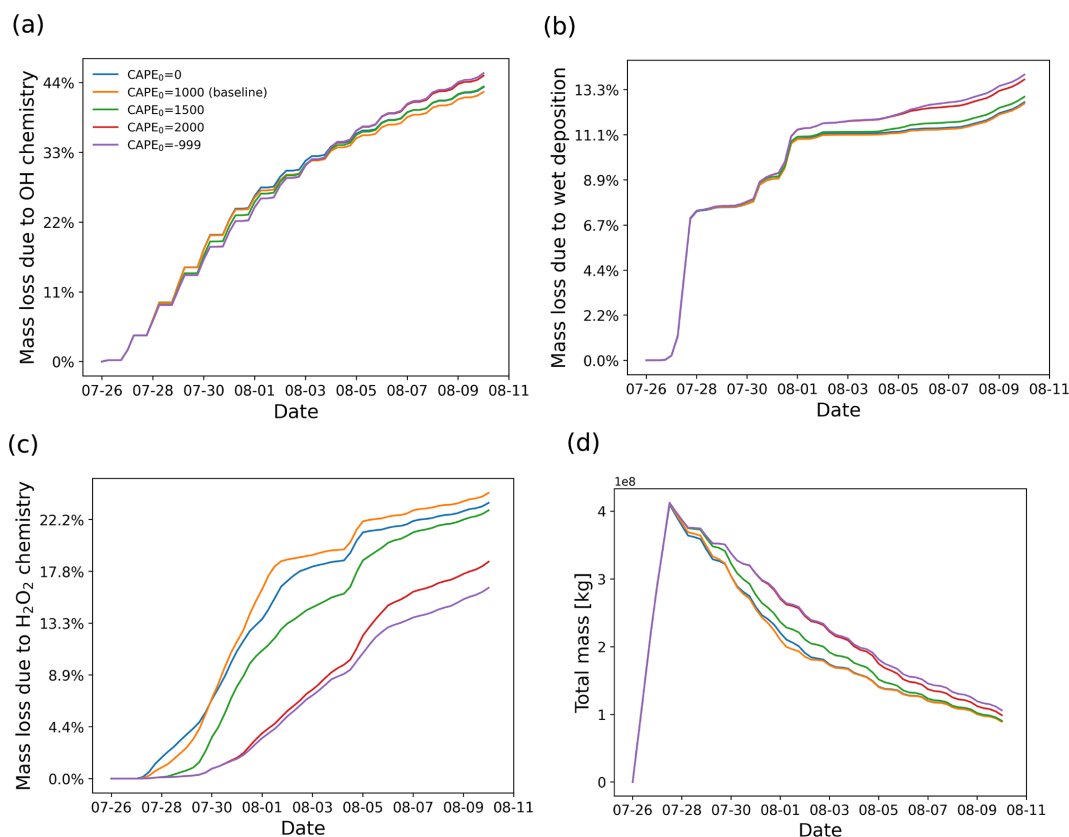 (a)
Mass loss due to OH chemistry
44%
33%
22%
11%
0%
CAPE₀=0
CAPE₀=1000 (baseline)
CAPE₀=1500
CAPE₀=2000
CAPE₀=-999
07-26 07-28 07-30 08-01 08-03 08-05 08-07 08-09 08-11
Date
(b)
Mass loss due to wet deposition
13.3%
11.1%
8.9%
6.7%
4.4%
2.2%
0.0%
07-26 07-28 07-30 08-01 08-03 08-05 08-07 08-09 08-11
Date
(c)
Mass loss due to H₂O₂ chemistry
22.2%
17.8%
13.3%
8.9%
4.4%
0.0%
07-26 07-28 07-30 08-01 08-03 08-05 08-07 08-09 08-11
Date
(d)
1e8
Total mass [kg]
4
3
2
1
0
07-26 07-28 07-30 08-01 08-03 08-05 08-07 08-09 08-11
Date